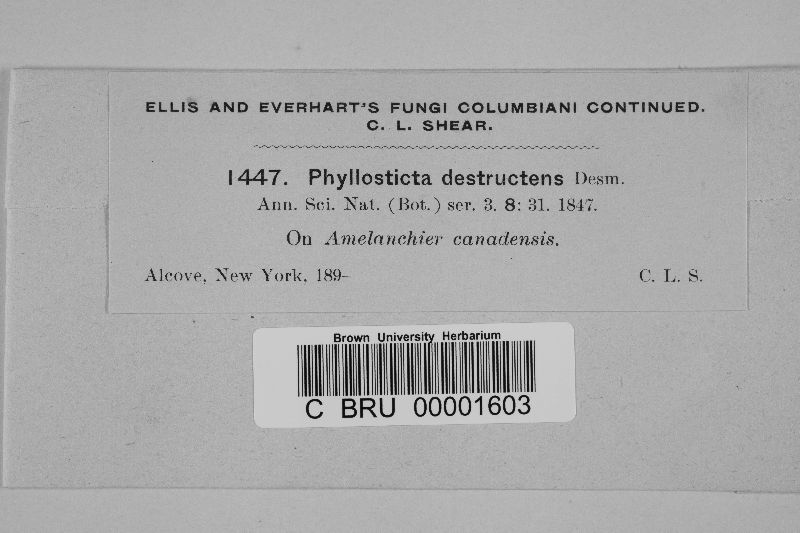 ELLIS AND EVERHART'S FUNGI COLUMBIANI CONTINUED.
C. L. SHEAR.
1447. Phyllosticta destructens Desm.
Ann. Sci. Nat. (Bot.) ser. 3. 8: 31. 1847.
On Amelanchier canadensis.
Alcove, New York, 189– C. L. S.
Brown University Herbarium
C BRU 00001603